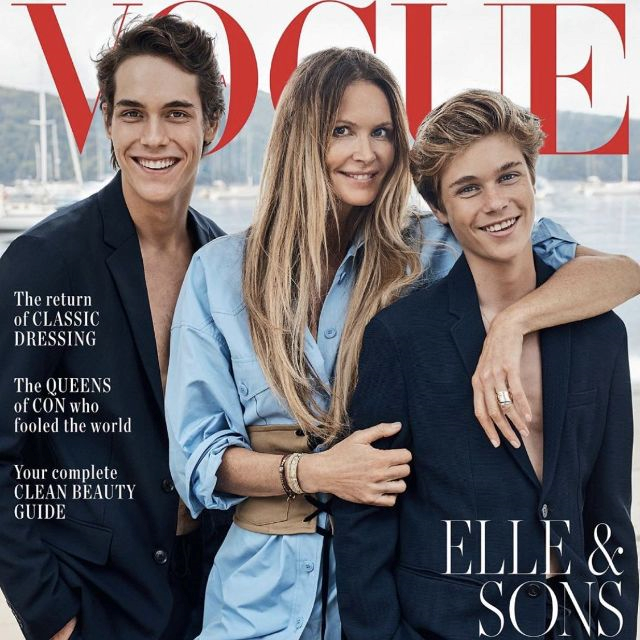 VOGUE
The return
of CLASSIC
DRESSING
The QUEENS
of CON who
fooled the world
Your complete
CLEAN BEAUTY
GUIDE
ELLE &
SONS